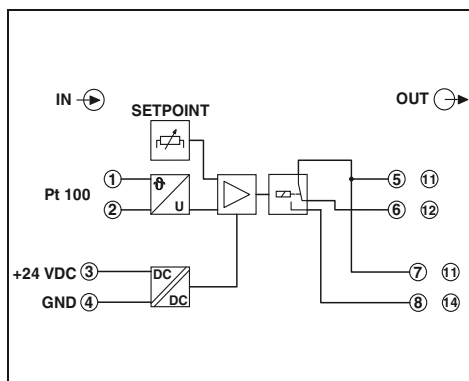 IN OUT
SETPOINT
1 ϑ 5 11
Pt 100
2 U 6 12
+24 VDC 3 DC 7 11
GND 4 DC 8 14